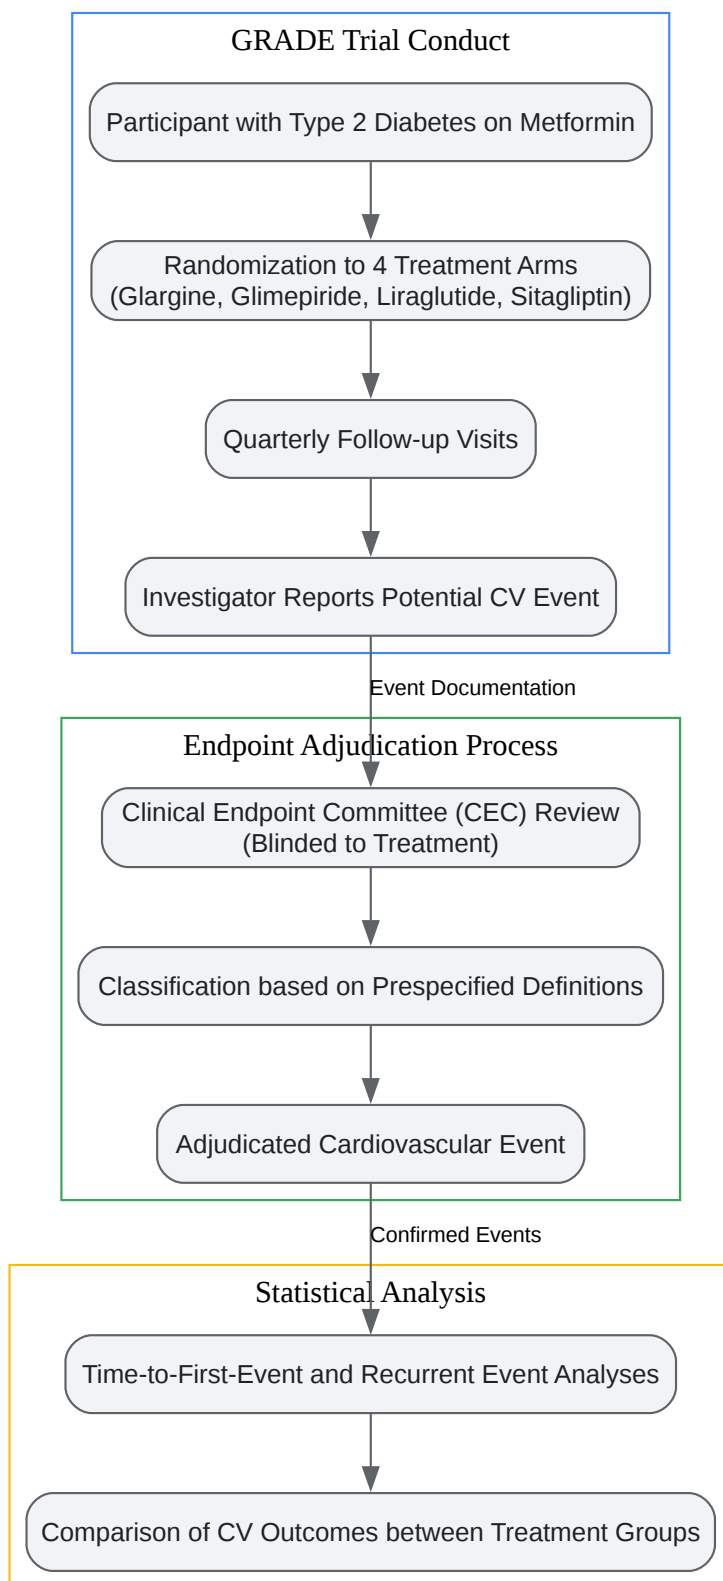 GRADE Trial Conduct
Participant with Type 2 Diabetes on Metformin
Randomization to 4 Treatment Arms
(Glargine, Glimepiride, Liraglutide, Sitagliptin)
Quarterly Follow-up Visits
Investigator Reports Potential CV Event
Event Documentation
Endpoint Adjudication Process
Clinical Endpoint Committee (CEC) Review
(Blinded to Treatment)
Classification based on Prespecified Definitions
Adjudicated Cardiovascular Event
Confirmed Events
Statistical Analysis
Time-to-First-Event and Recurrent Event Analyses
Comparison of CV Outcomes between Treatment Groups